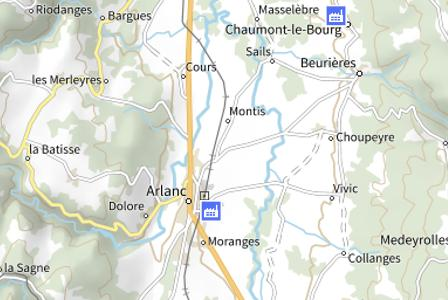 Riodanges
Bargues
Masselèbre
Chaumont-le-Bourg
Sails
Beurières
Cours
les Merleyres
Montis
Choupeyre
la Batisse
Arlanc
Vivic
Dolore
Moranges
Medeyrolles
Collanges
la Sagne